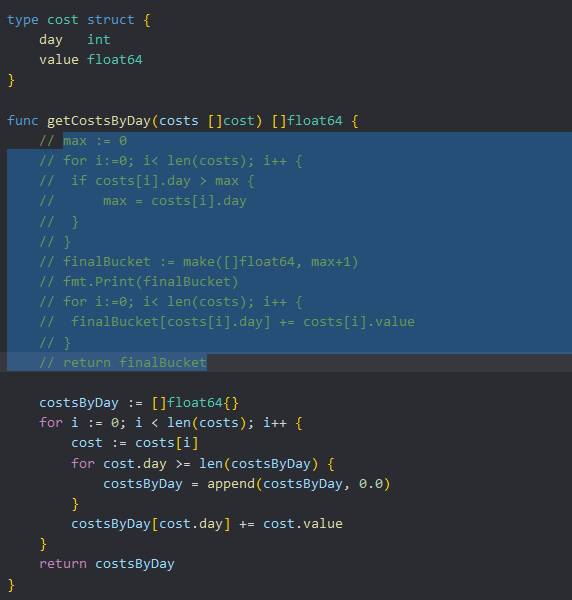 type cost struct {
    day   int
    value float64
}

func getCostsByDay(costs []cost) []float64 {
    // max := 0
    // for i:=0; i< len(costs); i++ {
    //  if costs[i].day > max {
    //      max = costs[i].day
    //  }
    // }
    // finalBucket := make([]float64, max+1)
    // fmt.Print(finalBucket)
    // for i:=0; i< len(costs); i++ {
    //  finalBucket[costs[i].day] += costs[i].value
    // }
    // return finalBucket

    costsByDay := []float64{}
    for i := 0; i < len(costs); i++ {
        cost := costs[i]
        for cost.day >= len(costsByDay) {
            costsByDay = append(costsByDay, 0.0)
        }
        costsByDay[cost.day] += cost.value
    }
    return costsByDay
}